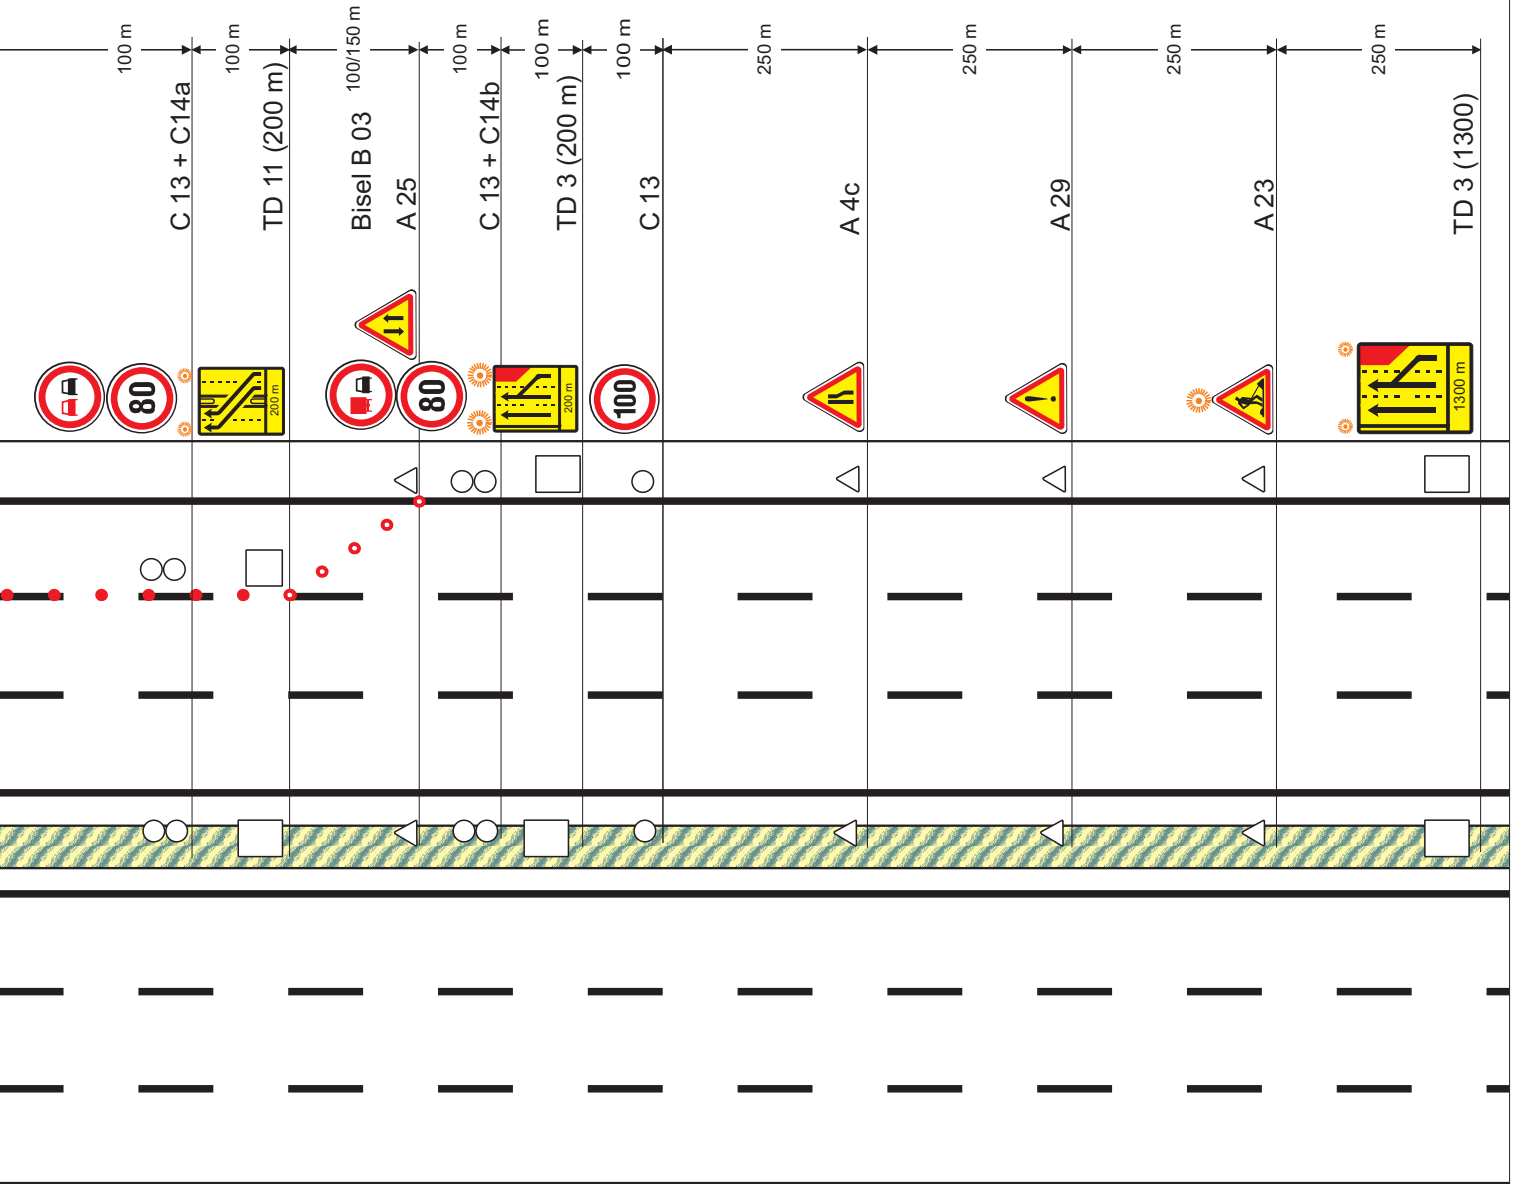 100 m
100 m
100/150 m
100 m
100 m
100 m
250 m
250 m
250 m
250 m
C 13 + C14a
TD 11 (200 m)
Bisel B 03
A 25
C 13 + C14b
TD 3 (200 m)
C 13
A 4c
A 29
A 23
TD 3 (1300)
80
200 m
80
200 m
100
!
1300 m